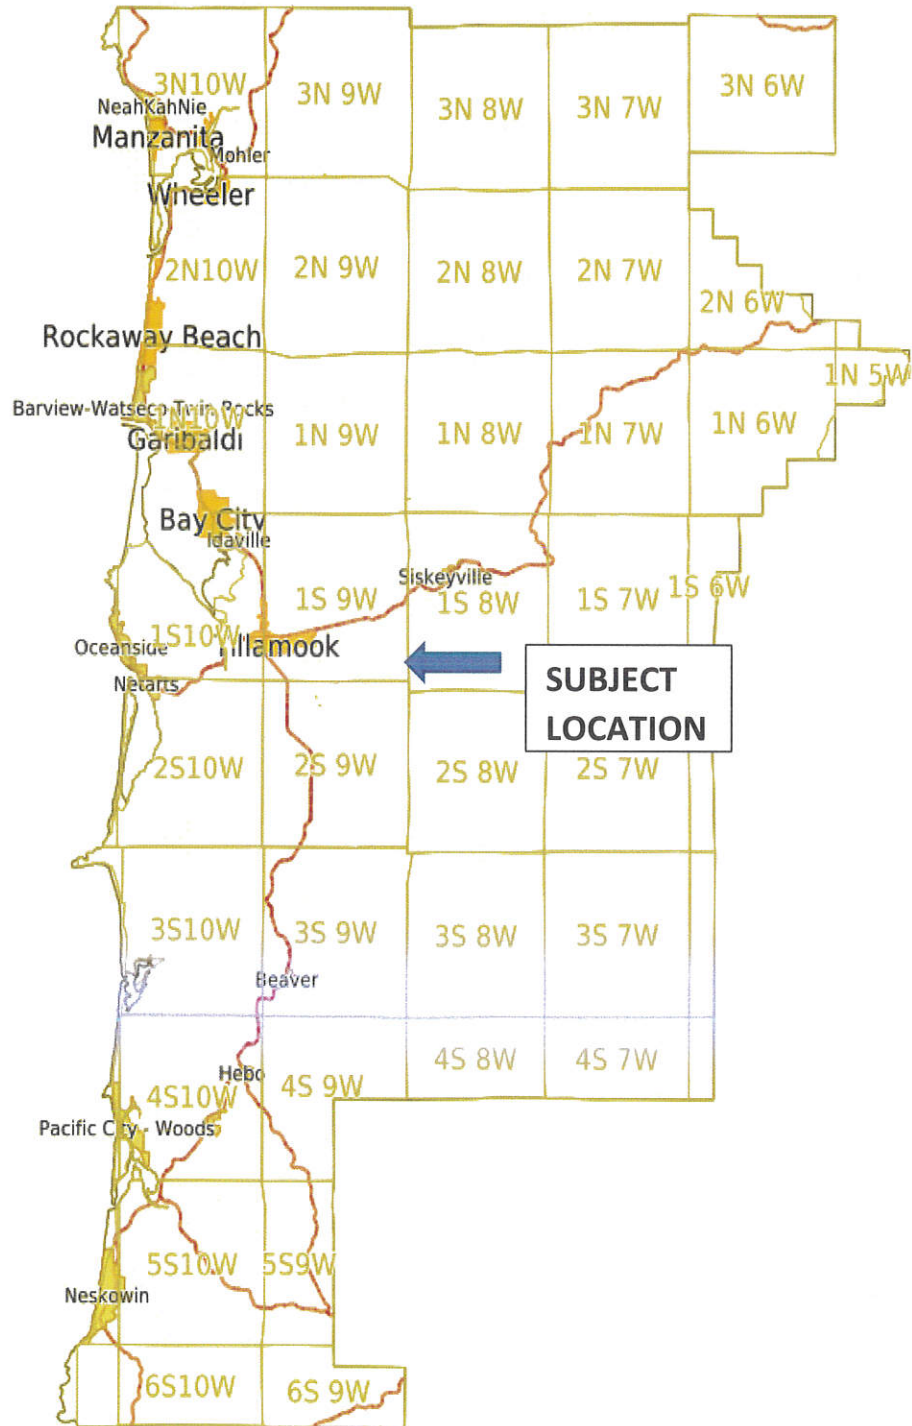 3N10W
3N 9W
3N 8W
3N 7W
3N 6W
NeahKahNie
Manzanita
Mohler
Wheeler
2N10W
2N 9W
2N 8W
2N 7W
2N 6W
Rockaway Beach
1N 5W
Barview-Watseco-Twin Rocks
1N10W
1N 9W
1N 8W
1N 7W
1N 6W
Garibaldi
Bay City
Idaville
Siskeyville
1S 9W
1S 8W
1S 7W
1S 6W
1S10W
Oceanside
Tillamook
Netarts
SUBJECT
LOCATION
2S10W
2S 9W
2S 8W
2S 7W
3S10W
3S 9W
3S 8W
3S 7W
Beaver
4S 8W
4S 7W
Hebo
4S10W
4S 9W
Pacific City - Woods
5S10W
5S9W
Neskowin
6S10W
6S 9W